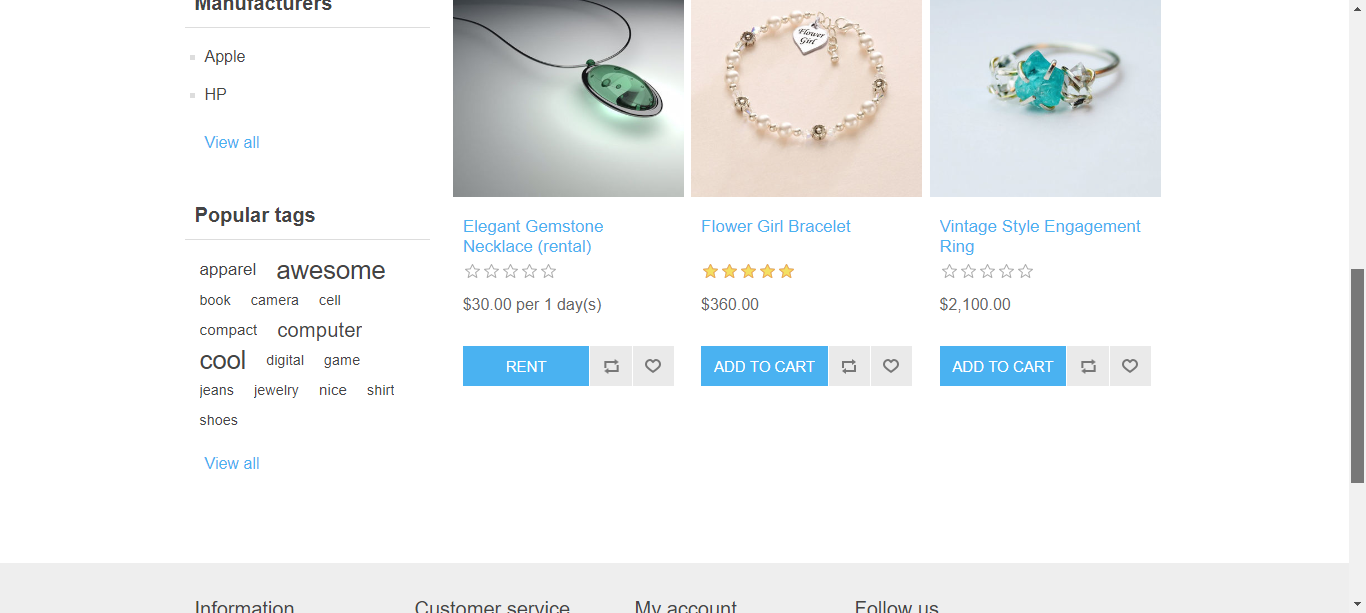 Manufacturers
Apple
HP
View all
Popular tags
apparel awesome
book camera cell
compact computer
cool digital game
jeans jewelry nice shirt
shoes
View all
Elegant Gemstone
Necklace (rental)
$30.00 per 1 day(s)
RENT
Flower
Girl
Flower Girl Bracelet
$360.00
ADD TO CART
Vintage Style Engagement
Ring
$2,100.00
ADD TO CART
Information Customer service My account Follow us